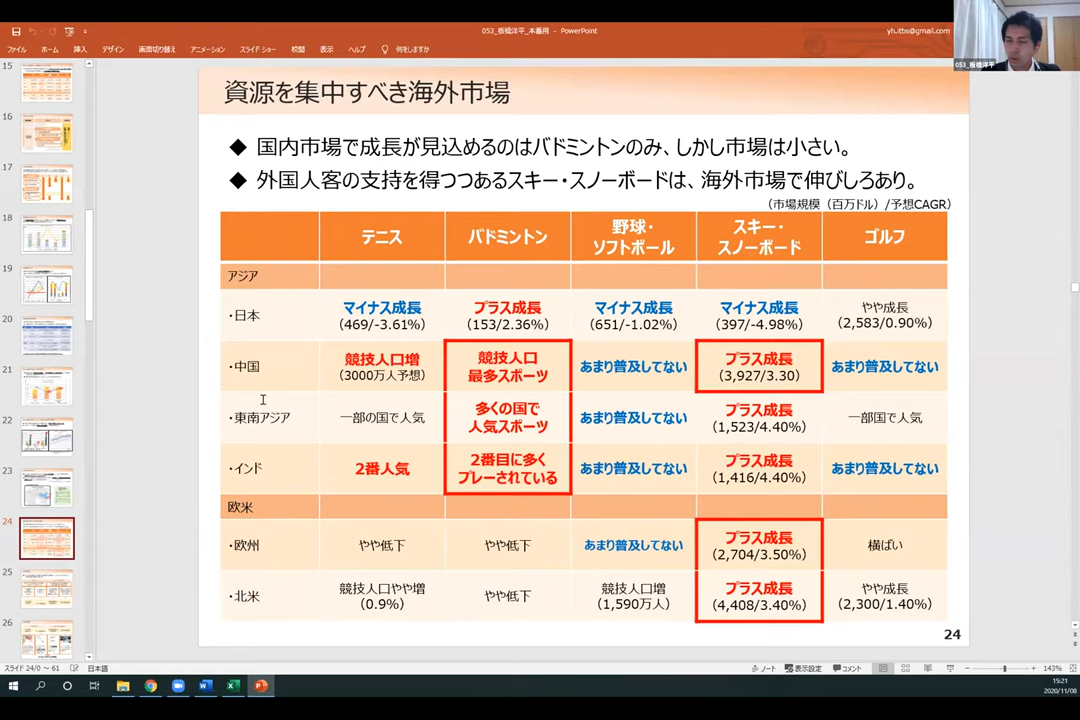 053_板橋洋平_本番用 - PowerPoint
yh.itbs@gmail.com
ファイル ホーム 挿入 デザイン 画面切り替え アニメーション スライド ショー 校閲 表示 ヘルプ 何をしますか
053_板橋洋平
15
16
17
18
19
20
21
22
23
24
25
26
資源を集中すべき海外市場
◆ 国内市場で成長が見込めるのはバドミントンのみ、しかし市場は小さい。
◆ 外国人客の支持を得つつあるスキー・スノーボードは、海外市場で伸びしろあり。
（市場規模（百万ドル）/予想CAGR）
テニス バドミントン 野球・ソフトボール スキー・スノーボード ゴルフ
アジア
・日本 マイナス成長 (469/-3.61%) プラス成長 (153/2.36%) マイナス成長 (651/-1.02%) マイナス成長 (397/-4.98%) やや成長 (2,583/0.90%)
・中国 競技人口増 (3000万人予想) 競技人口最多スポーツ あまり普及してない プラス成長 (3,927/3.30) あまり普及してない
・東南アジア 一部の国で人気 多くの国で人気スポーツ あまり普及してない プラス成長 (1,523/4.40%) 一部国で人気
・インド 2番人気 2番目に多くプレーされている あまり普及してない プラス成長 (1,416/4.40%) あまり普及してない
欧米
・欧州 やや低下 やや低下 あまり普及してない プラス成長 (2,704/3.50%) 横ばい
・北米 競技人口やや増 (0.9%) やや低下 競技人口増 (1,590万人) プラス成長 (4,408/3.40%) やや成長 (2,300/1.40%)
24
スライド 24/0 ～ 61 日本語 ノート 表示設定 コメント 143%
15:21
2020/11/08